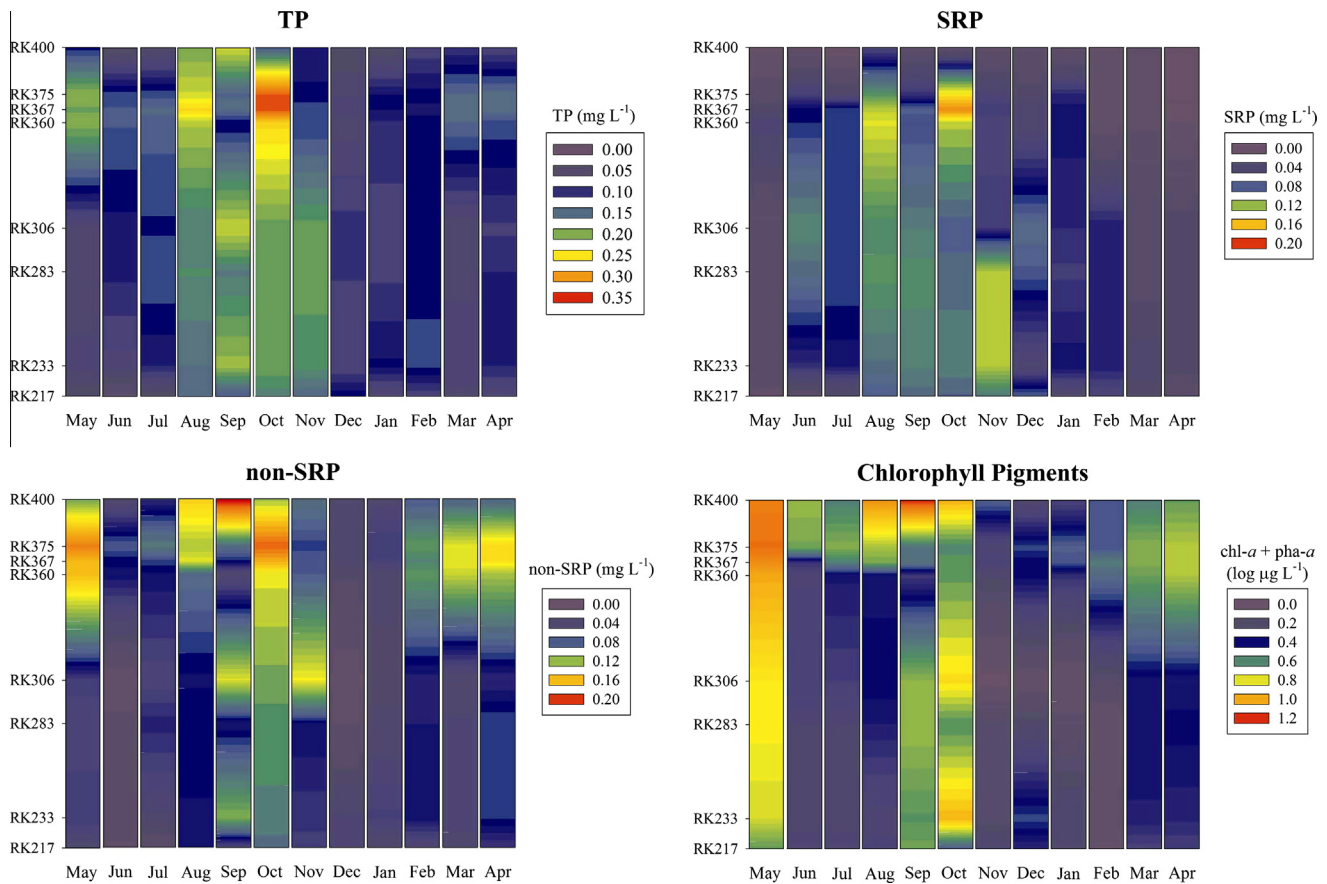 TP
RK400
RK375
RK367
RK360
RK306
RK283
RK233
RK217
May Jun Jul Aug Sep Oct Nov Dec Jan Feb Mar Apr
TP (mg L⁻¹)
0.00
0.05
0.10
0.15
0.20
0.25
0.30
0.35
SRP
RK400
RK375
RK367
RK360
RK306
RK283
RK233
RK217
May Jun Jul Aug Sep Oct Nov Dec Jan Feb Mar Apr
SRP (mg L⁻¹)
0.00
0.04
0.08
0.12
0.16
0.20
non-SRP
RK400
RK375
RK367
RK360
RK306
RK283
RK233
RK217
May Jun Jul Aug Sep Oct Nov Dec Jan Feb Mar Apr
non-SRP (mg L⁻¹)
0.00
0.04
0.08
0.12
0.16
0.20
Chlorophyll Pigments
RK400
RK375
RK367
RK360
RK306
RK283
RK233
RK217
May Jun Jul Aug Sep Oct Nov Dec Jan Feb Mar Apr
chl-a + pha-a
(log μg L⁻¹)
0.0
0.2
0.4
0.6
0.8
1.0
1.2